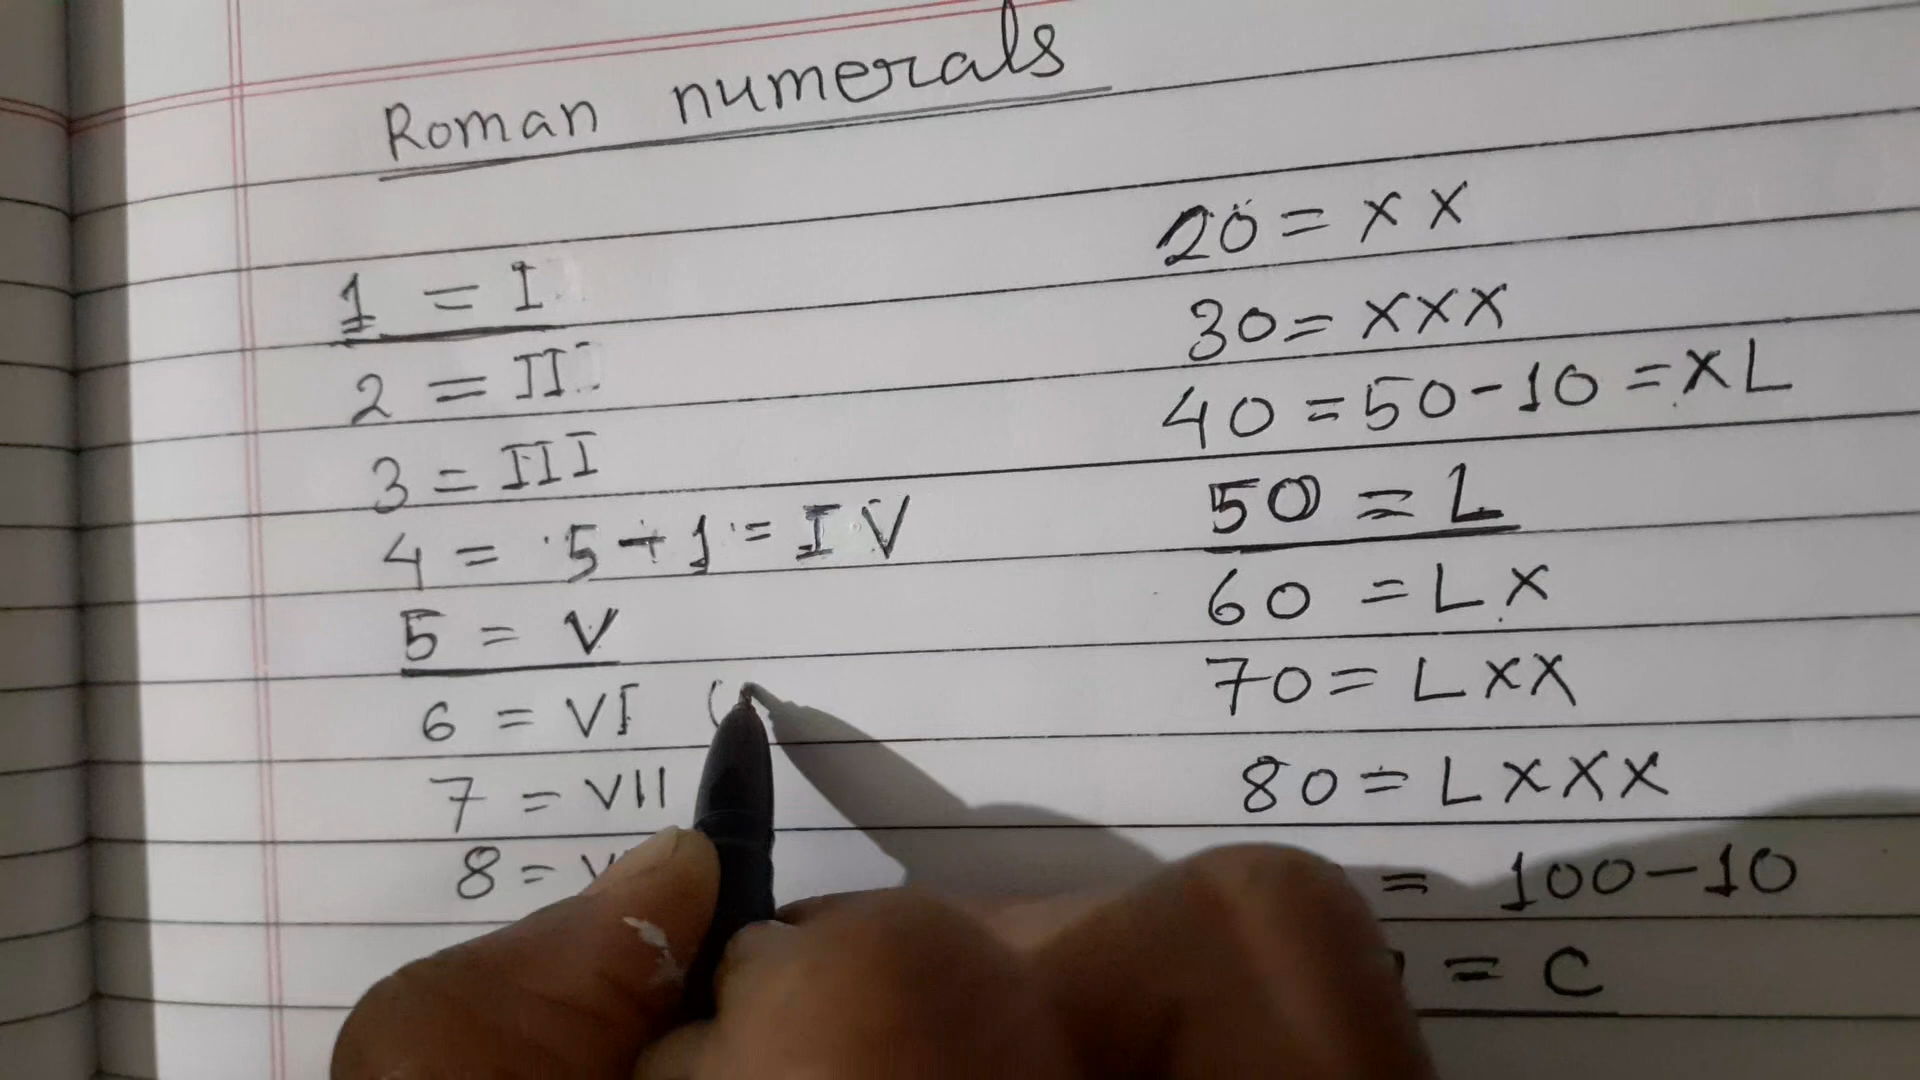 Roman numerals
1 = I
2 = II
3 = III
4 = 5+1 = IV
5 = V
6 = VI (
7 = VII
8 =
20 = XX
30 = XXX
40 = 50-10 = XL
50 = L
60 = LX
70 = LXX
80 = LXXX
= 100-10
= C